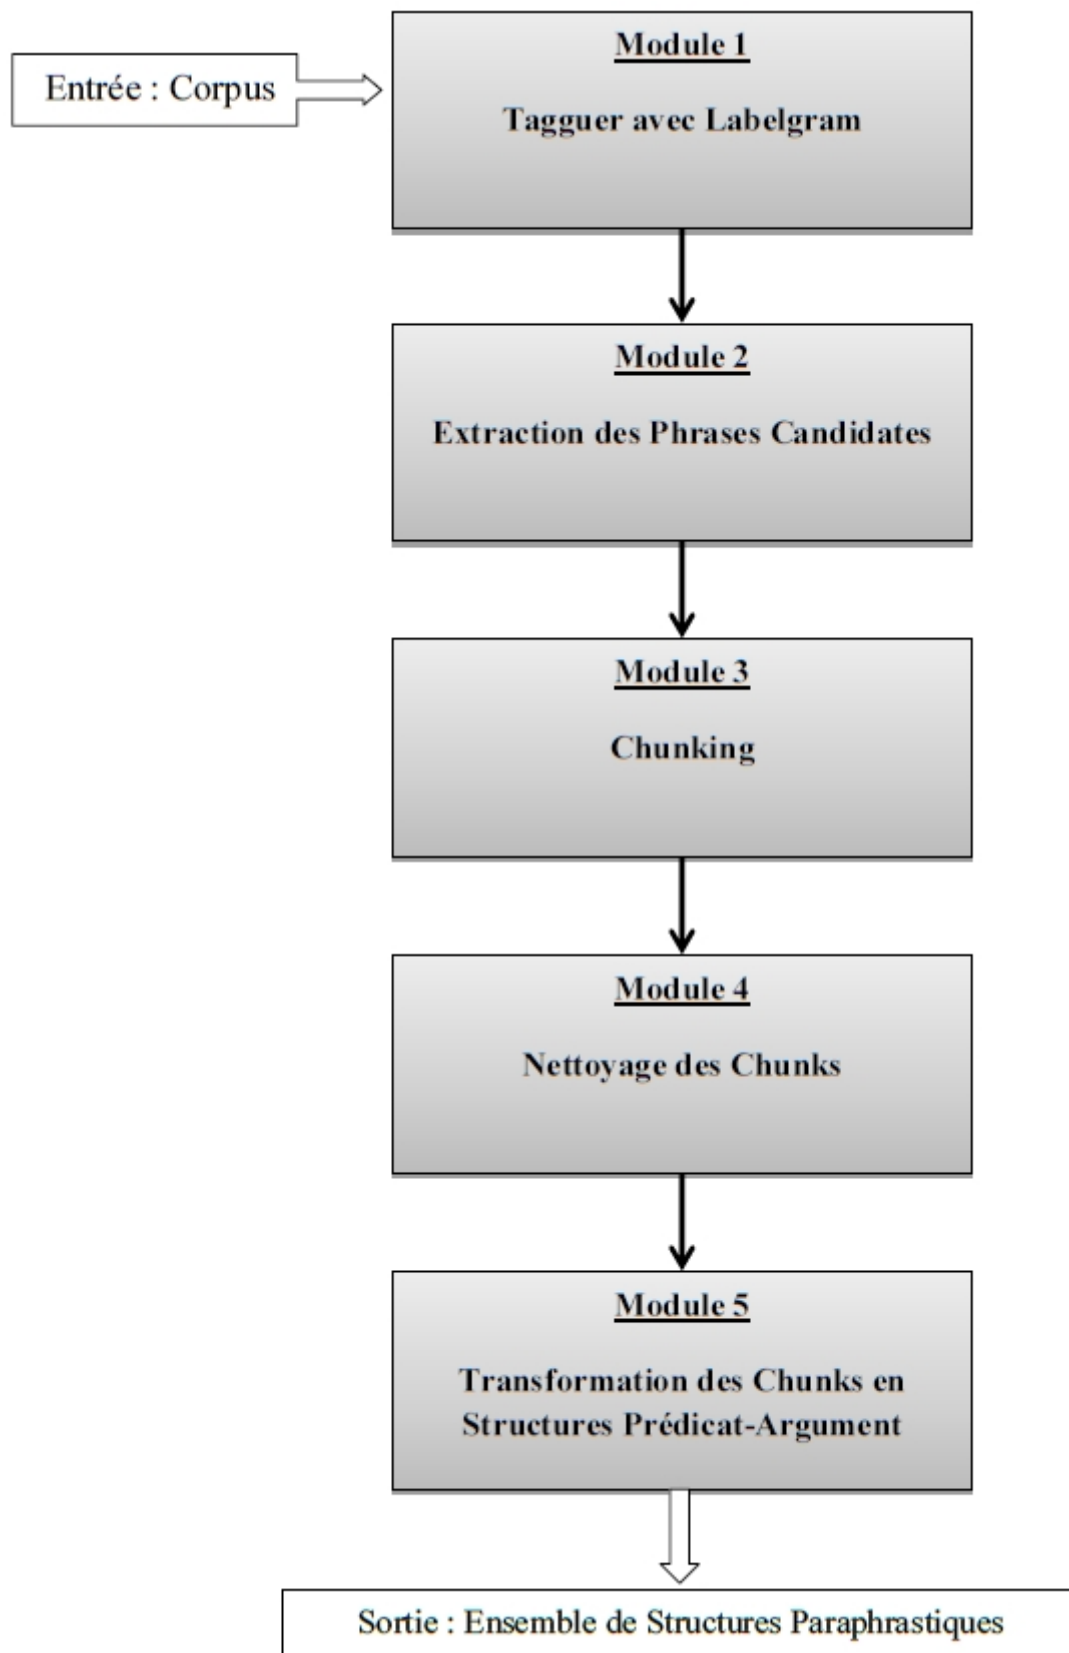 Entrée : Corpus
Module 1
Tagguer avec Labelgram
Module 2
Extraction des Phrases Candidates
Module 3
Chunking
Module 4
Nettoyage des Chunks
Module 5
Transformation des Chunks en
Structures Prédicat-Argument
Sortie : Ensemble de Structures Paraphrastiques